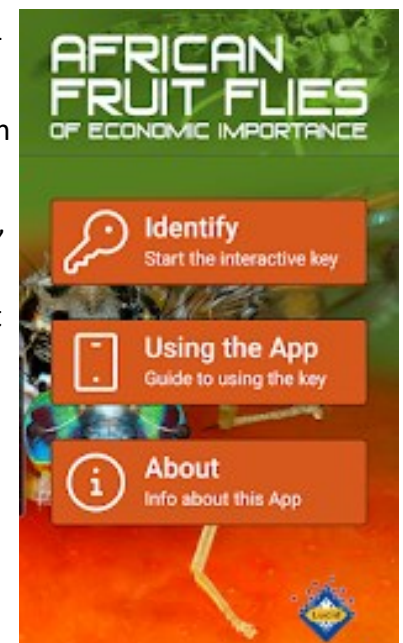 AFRICAN
FRUIT FLIES
OF ECONOMIC IMPORTANCE
Identify
Start the interactive key
Using the App
Guide to using the key
About
Info about this App
Lucid